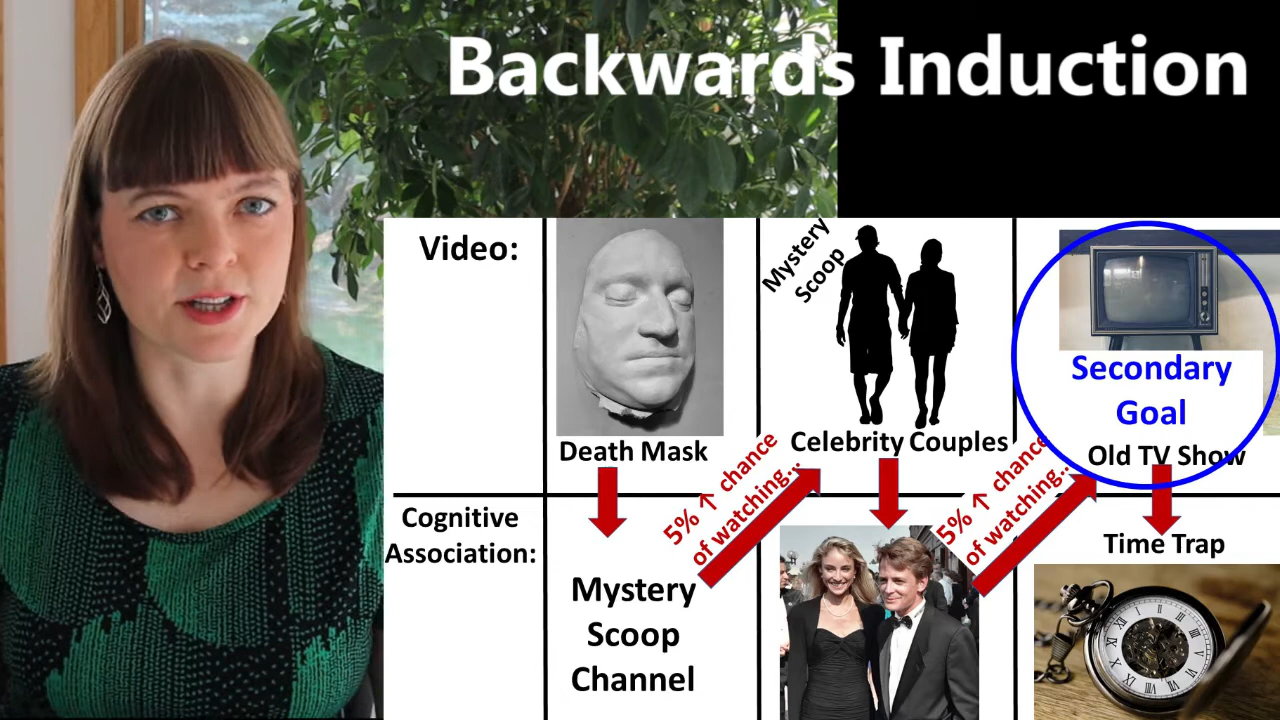 Backwards Induction
Video:
Mystery
Scoop
Secondary
Goal
Death Mask
Celebrity Couples
Old TV Show
5% ↑ chance
of watching..
5% ↑ chance
of watching..
Cognitive
Association:
Mystery
Scoop
Channel
Time Trap